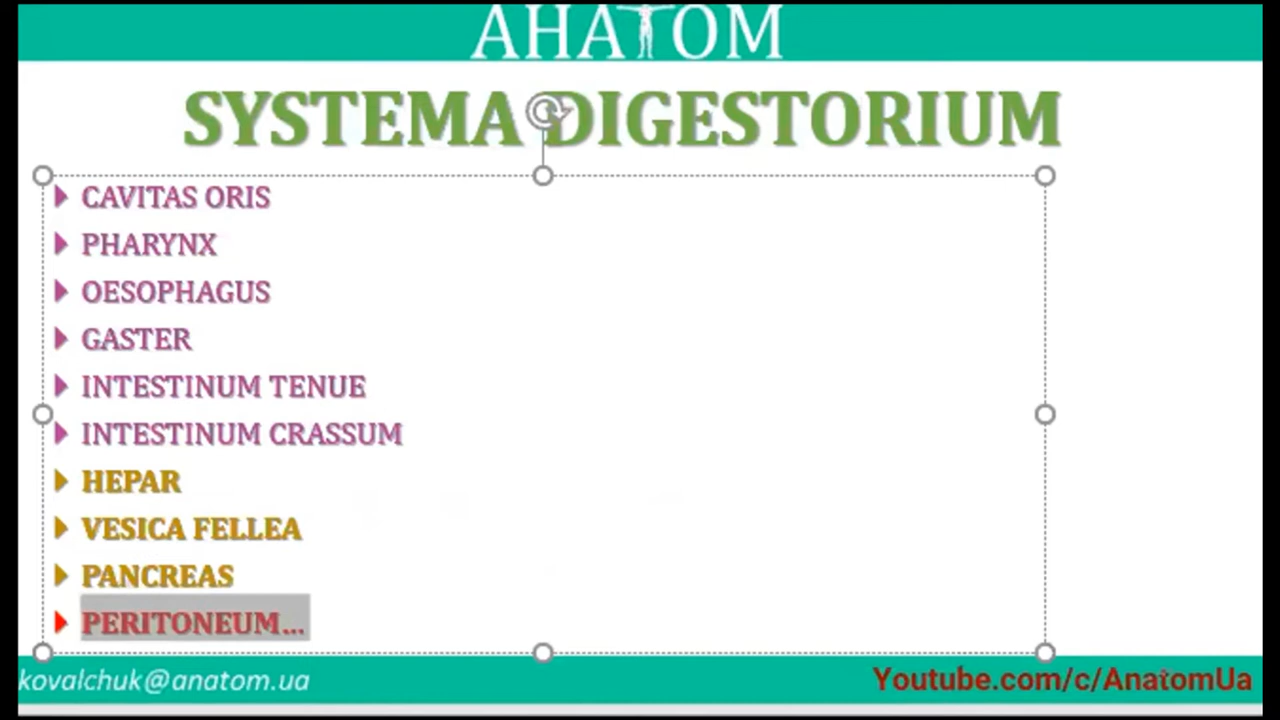 АНАТОМ
SYSTEMA DIGESTORIUM
CAVITAS ORIS
PHARYNX
OESOPHAGUS
GASTER
INTESTINUM TENUE
INTESTINUM CRASSUM
HEPAR
VESICA FELLEA
PANCREAS
PERITONEUM...
kovalchuk@anatom.ua
Youtube.com/c/AnatomUa